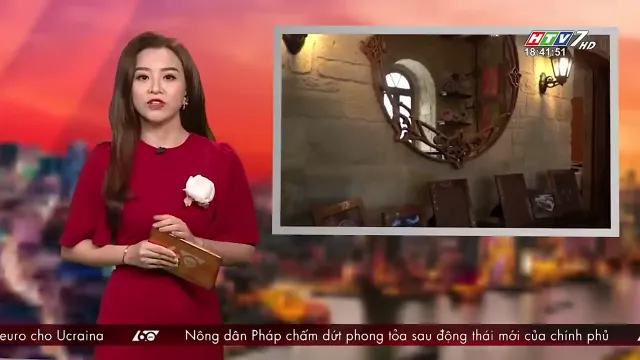 HTV7 HD
18:41:51
euro cho Ucraina 60 Nông dân Pháp chấm dứt phong tỏa sau động thái mới của chính phủ